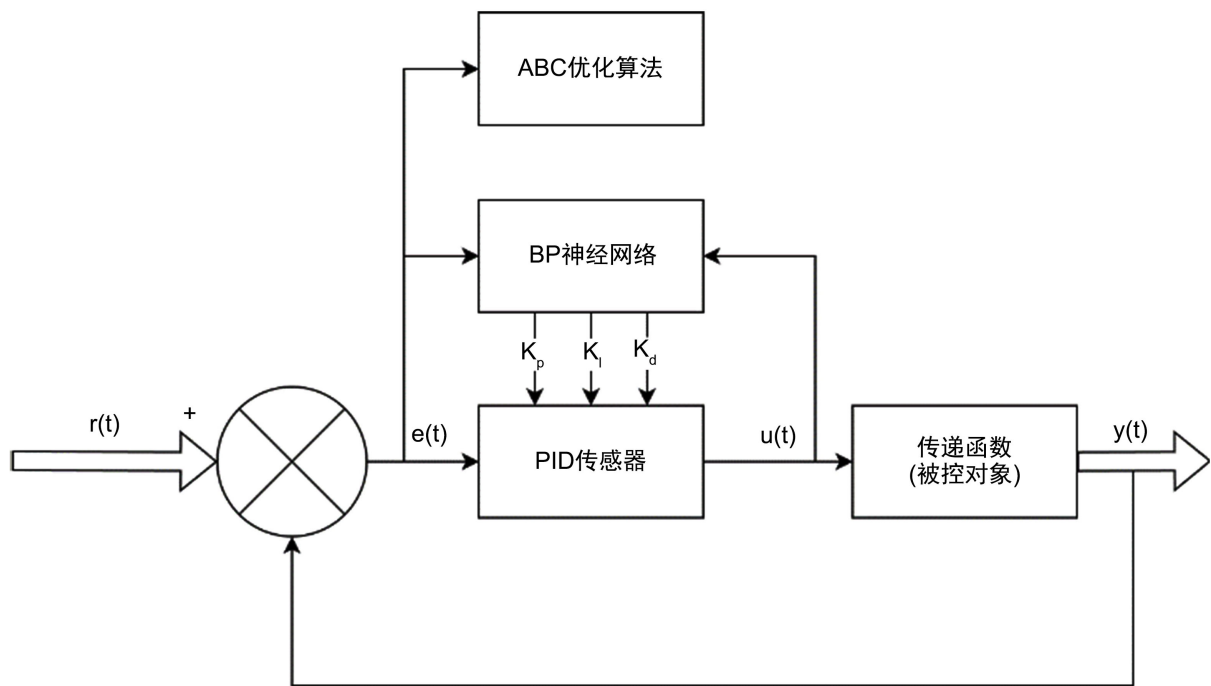 ABC优化算法
BP神经网络
Kp
KI
Kd
r(t)
+
e(t)
PID传感器
u(t)
传递函数
(被控对象)
y(t)